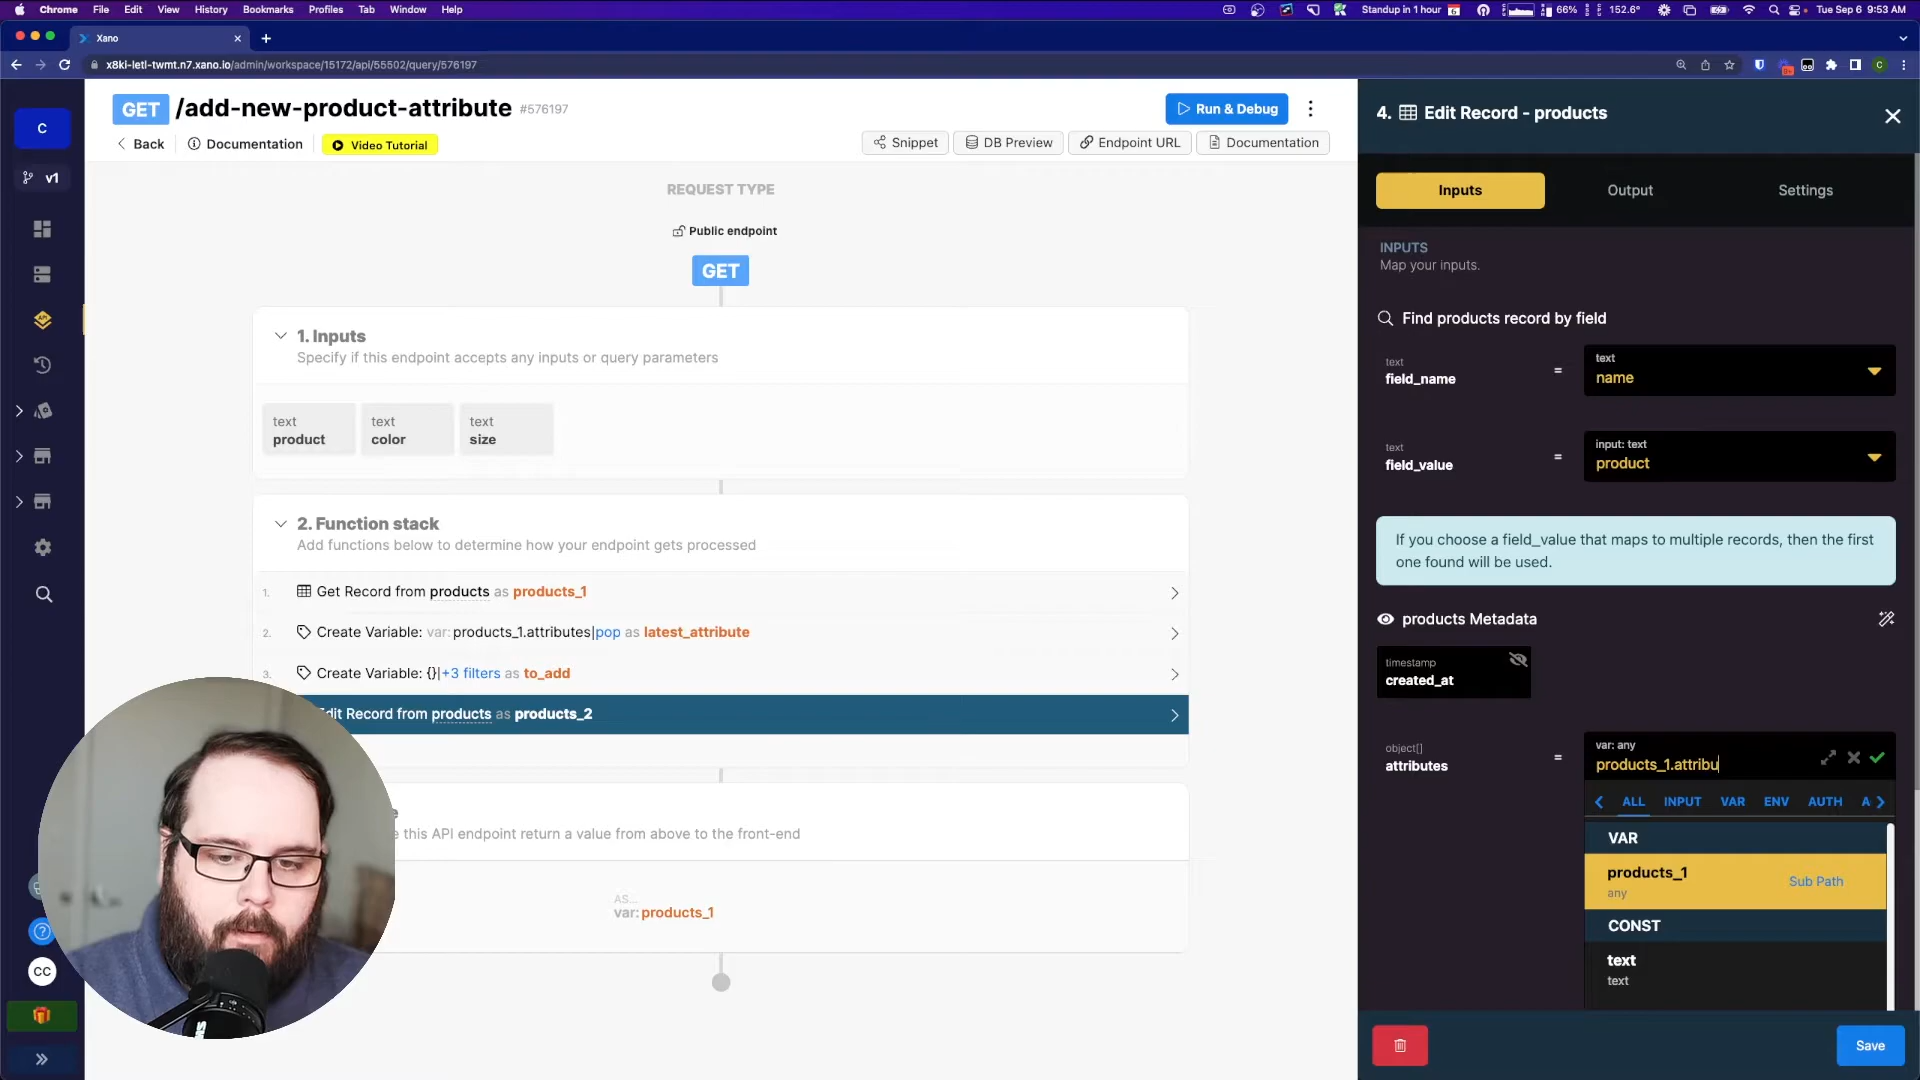 Chrome File Edit View History Bookmarks Profiles Tab Window Help
Standup in 1 hour 66% 152.6° Tue Sep 6 9:53 AM
Xano
x8ki-letl-twmt.n7.xano.io/admin/workspace/15172/api/55502/query/576197
C
v1
GET /add-new-product-attribute #576197
Run & Debug
Back Documentation Video Tutorial
Snippet DB Preview Endpoint URL Documentation
REQUEST TYPE
Public endpoint
GET
1. Inputs
Specify if this endpoint accepts any inputs or query parameters
text
product
text
color
text
size
2. Function stack
Add functions below to determine how your endpoint gets processed
1. Get Record from products as products_1
2. Create Variable: var: products_1.attributes|pop as latest_attribute
3. Create Variable: {}|+3 filters as to_add
dit Record from products as products_2
e
e this API endpoint return a value from above to the front-end
AS...
var: products_1
CC
4. Edit Record - products
Inputs Output Settings
INPUTS
Map your inputs.
Find products record by field
text
field_name
=
text
name
text
field_value
=
input: text
product
If you choose a field_value that maps to multiple records, then the first
one found will be used.
products Metadata
timestamp
created_at
object[]
attributes
=
var: any
products_1.attribu
ALL INPUT VAR ENV AUTH A
VAR
products_1
any
Sub Path
CONST
text
text
Save